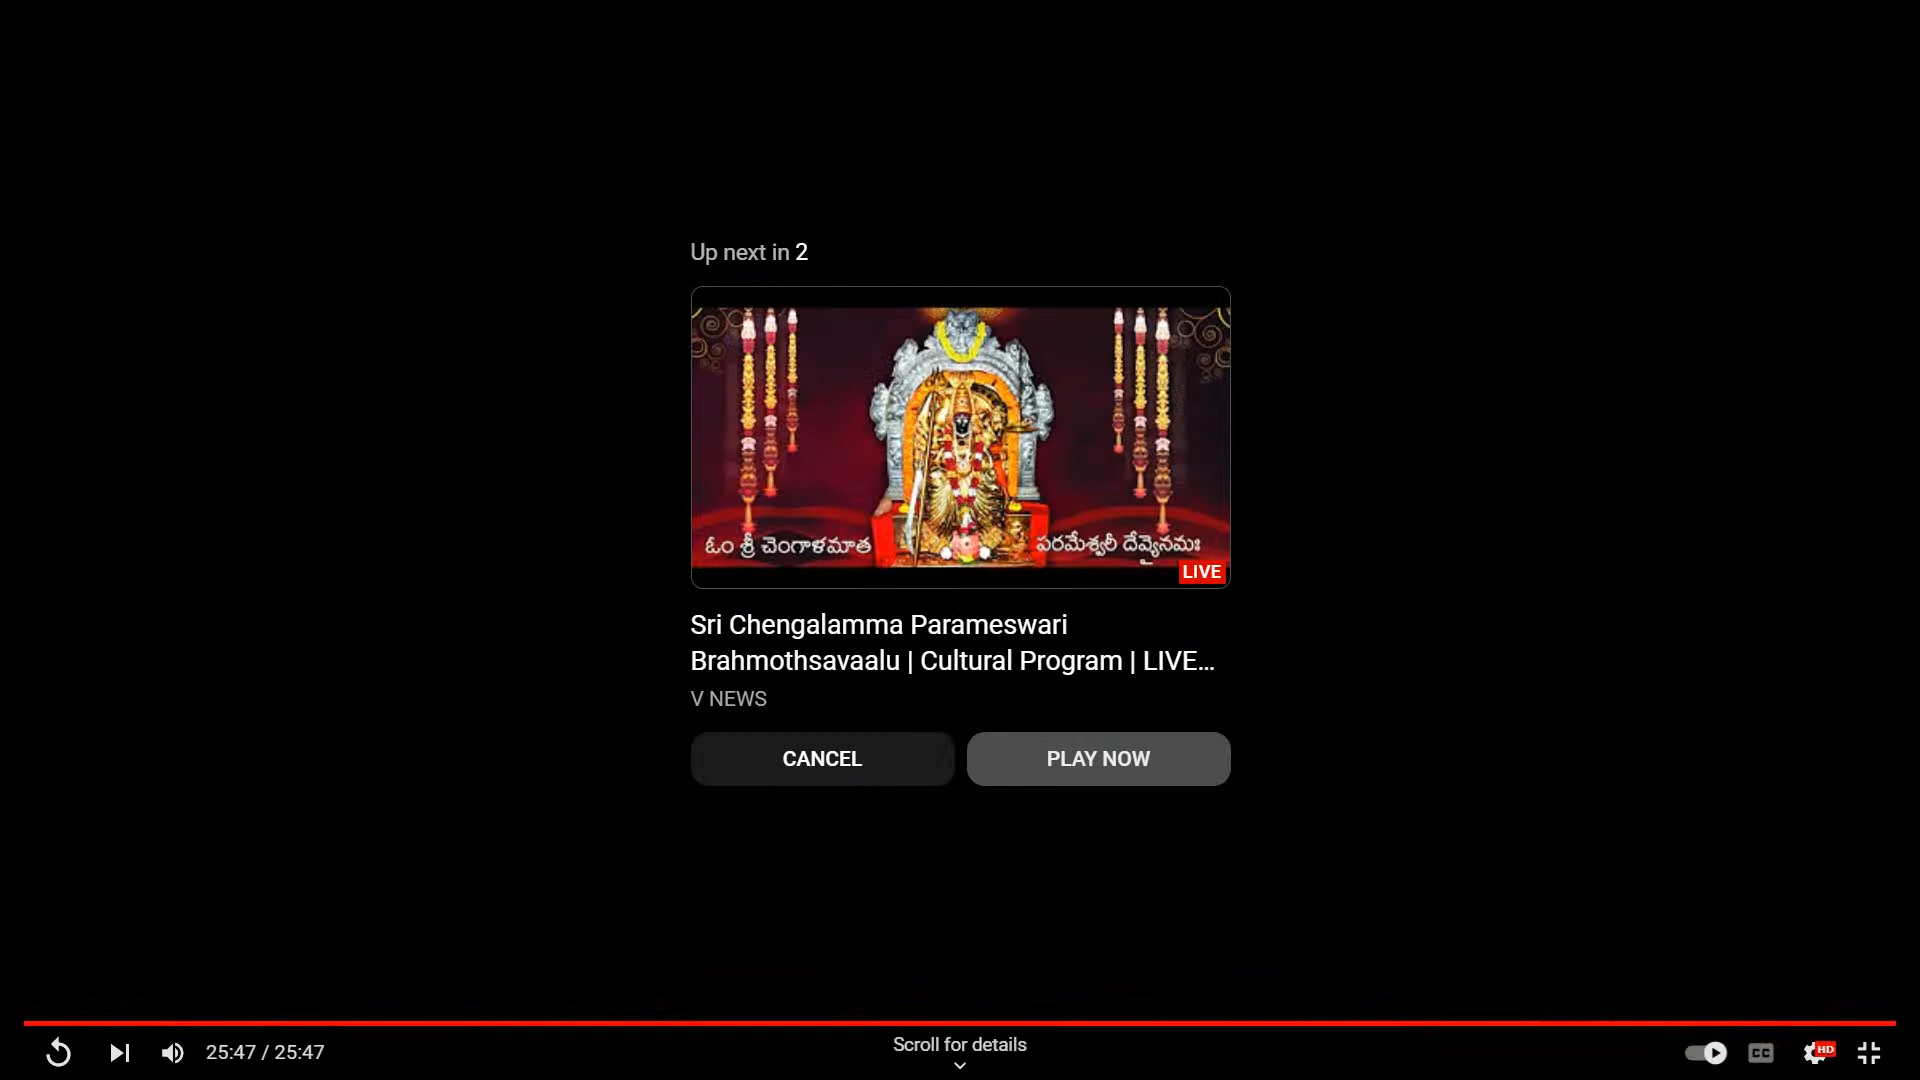 Up next in 2
ఓం శ్రీ చెంగాళమాత
పరమేశ్వరీ దేవ్యైనమః
LIVE
Sri Chengalamma Parameswari
Brahmothsavaalu | Cultural Program | LIVE...
V NEWS
CANCEL
PLAY NOW
25:47 / 25:47
Scroll for details
CC
HD